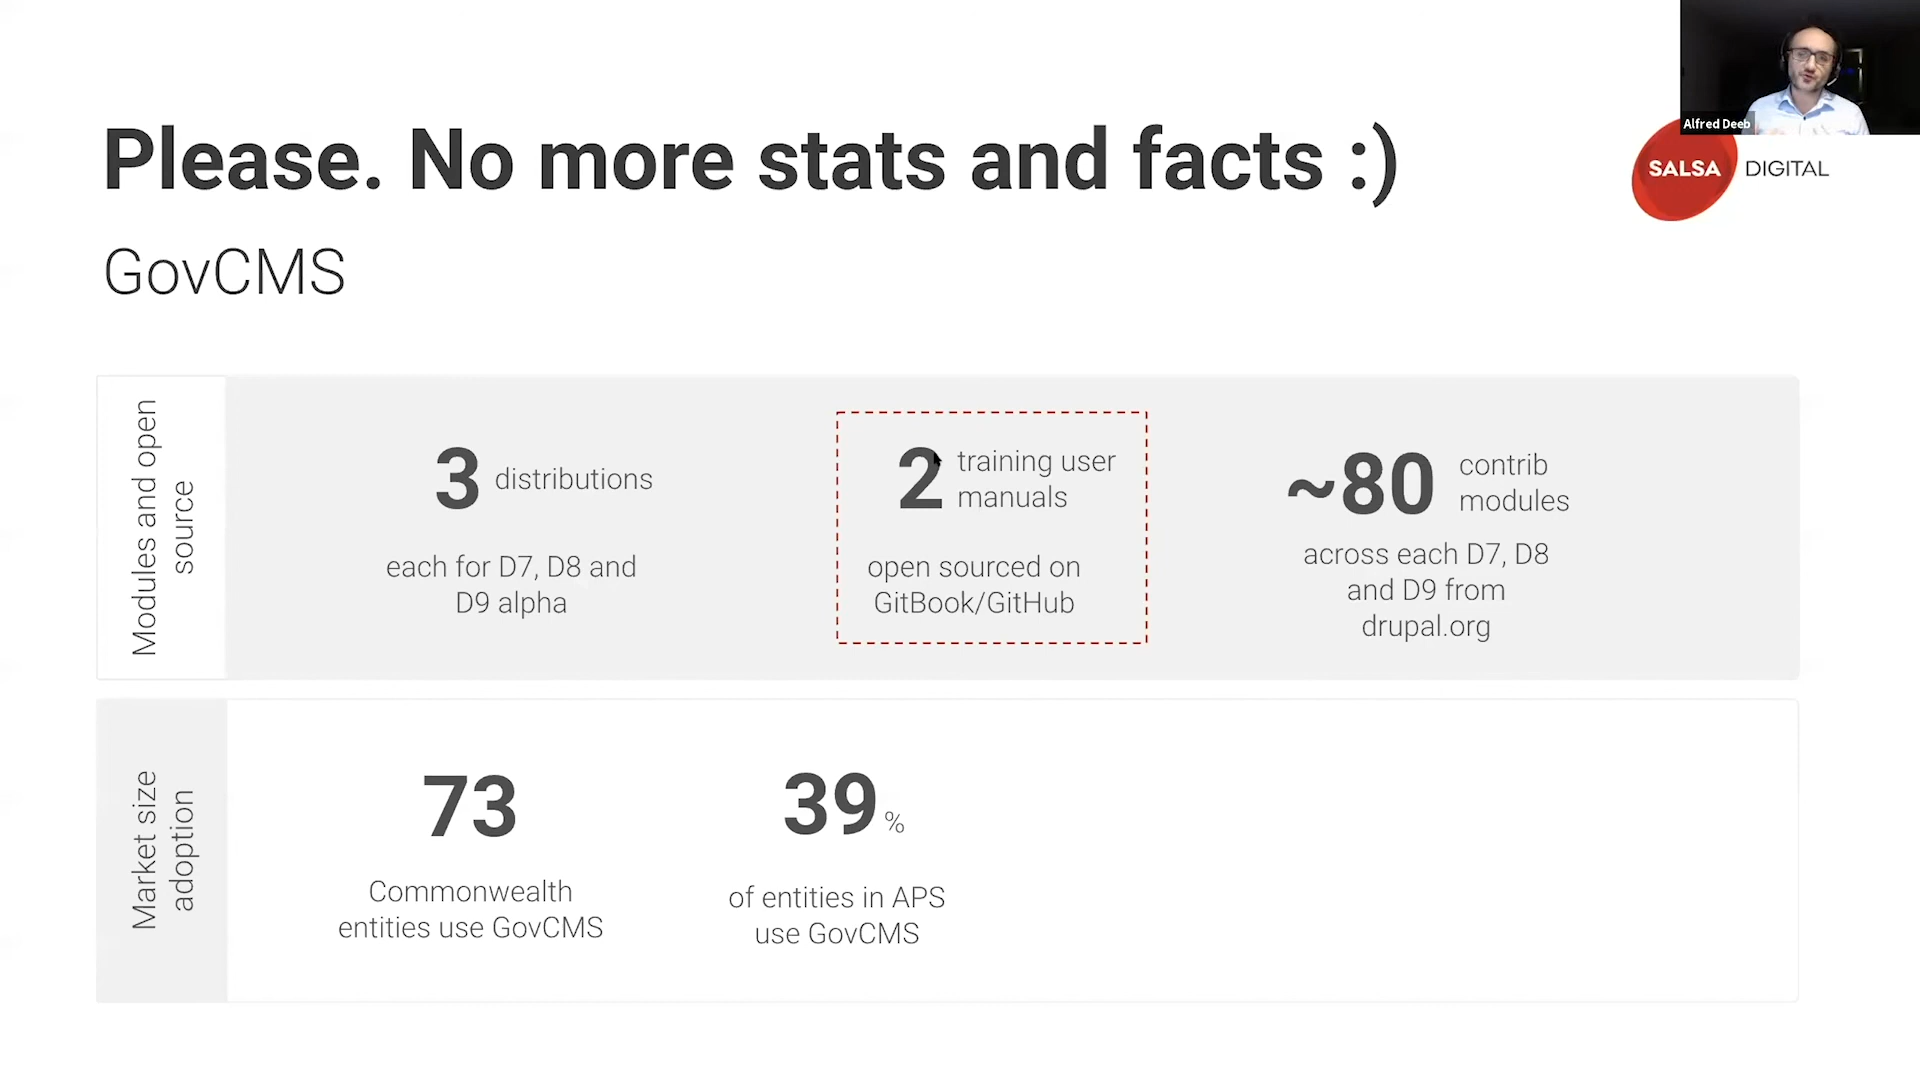 Alfred Deeb
Please. No more stats and facts :)
SALSA DIGITAL
GovCMS
Modules and open
source
3 distributions
each for D7, D8 and
D9 alpha
2 training user
manuals
open sourced on
GitBook/GitHub
~80 contrib
modules
across each D7, D8
and D9 from
drupal.org
Market size
adoption
73
Commonwealth
entities use GovCMS
39 %
of entities in APS
use GovCMS